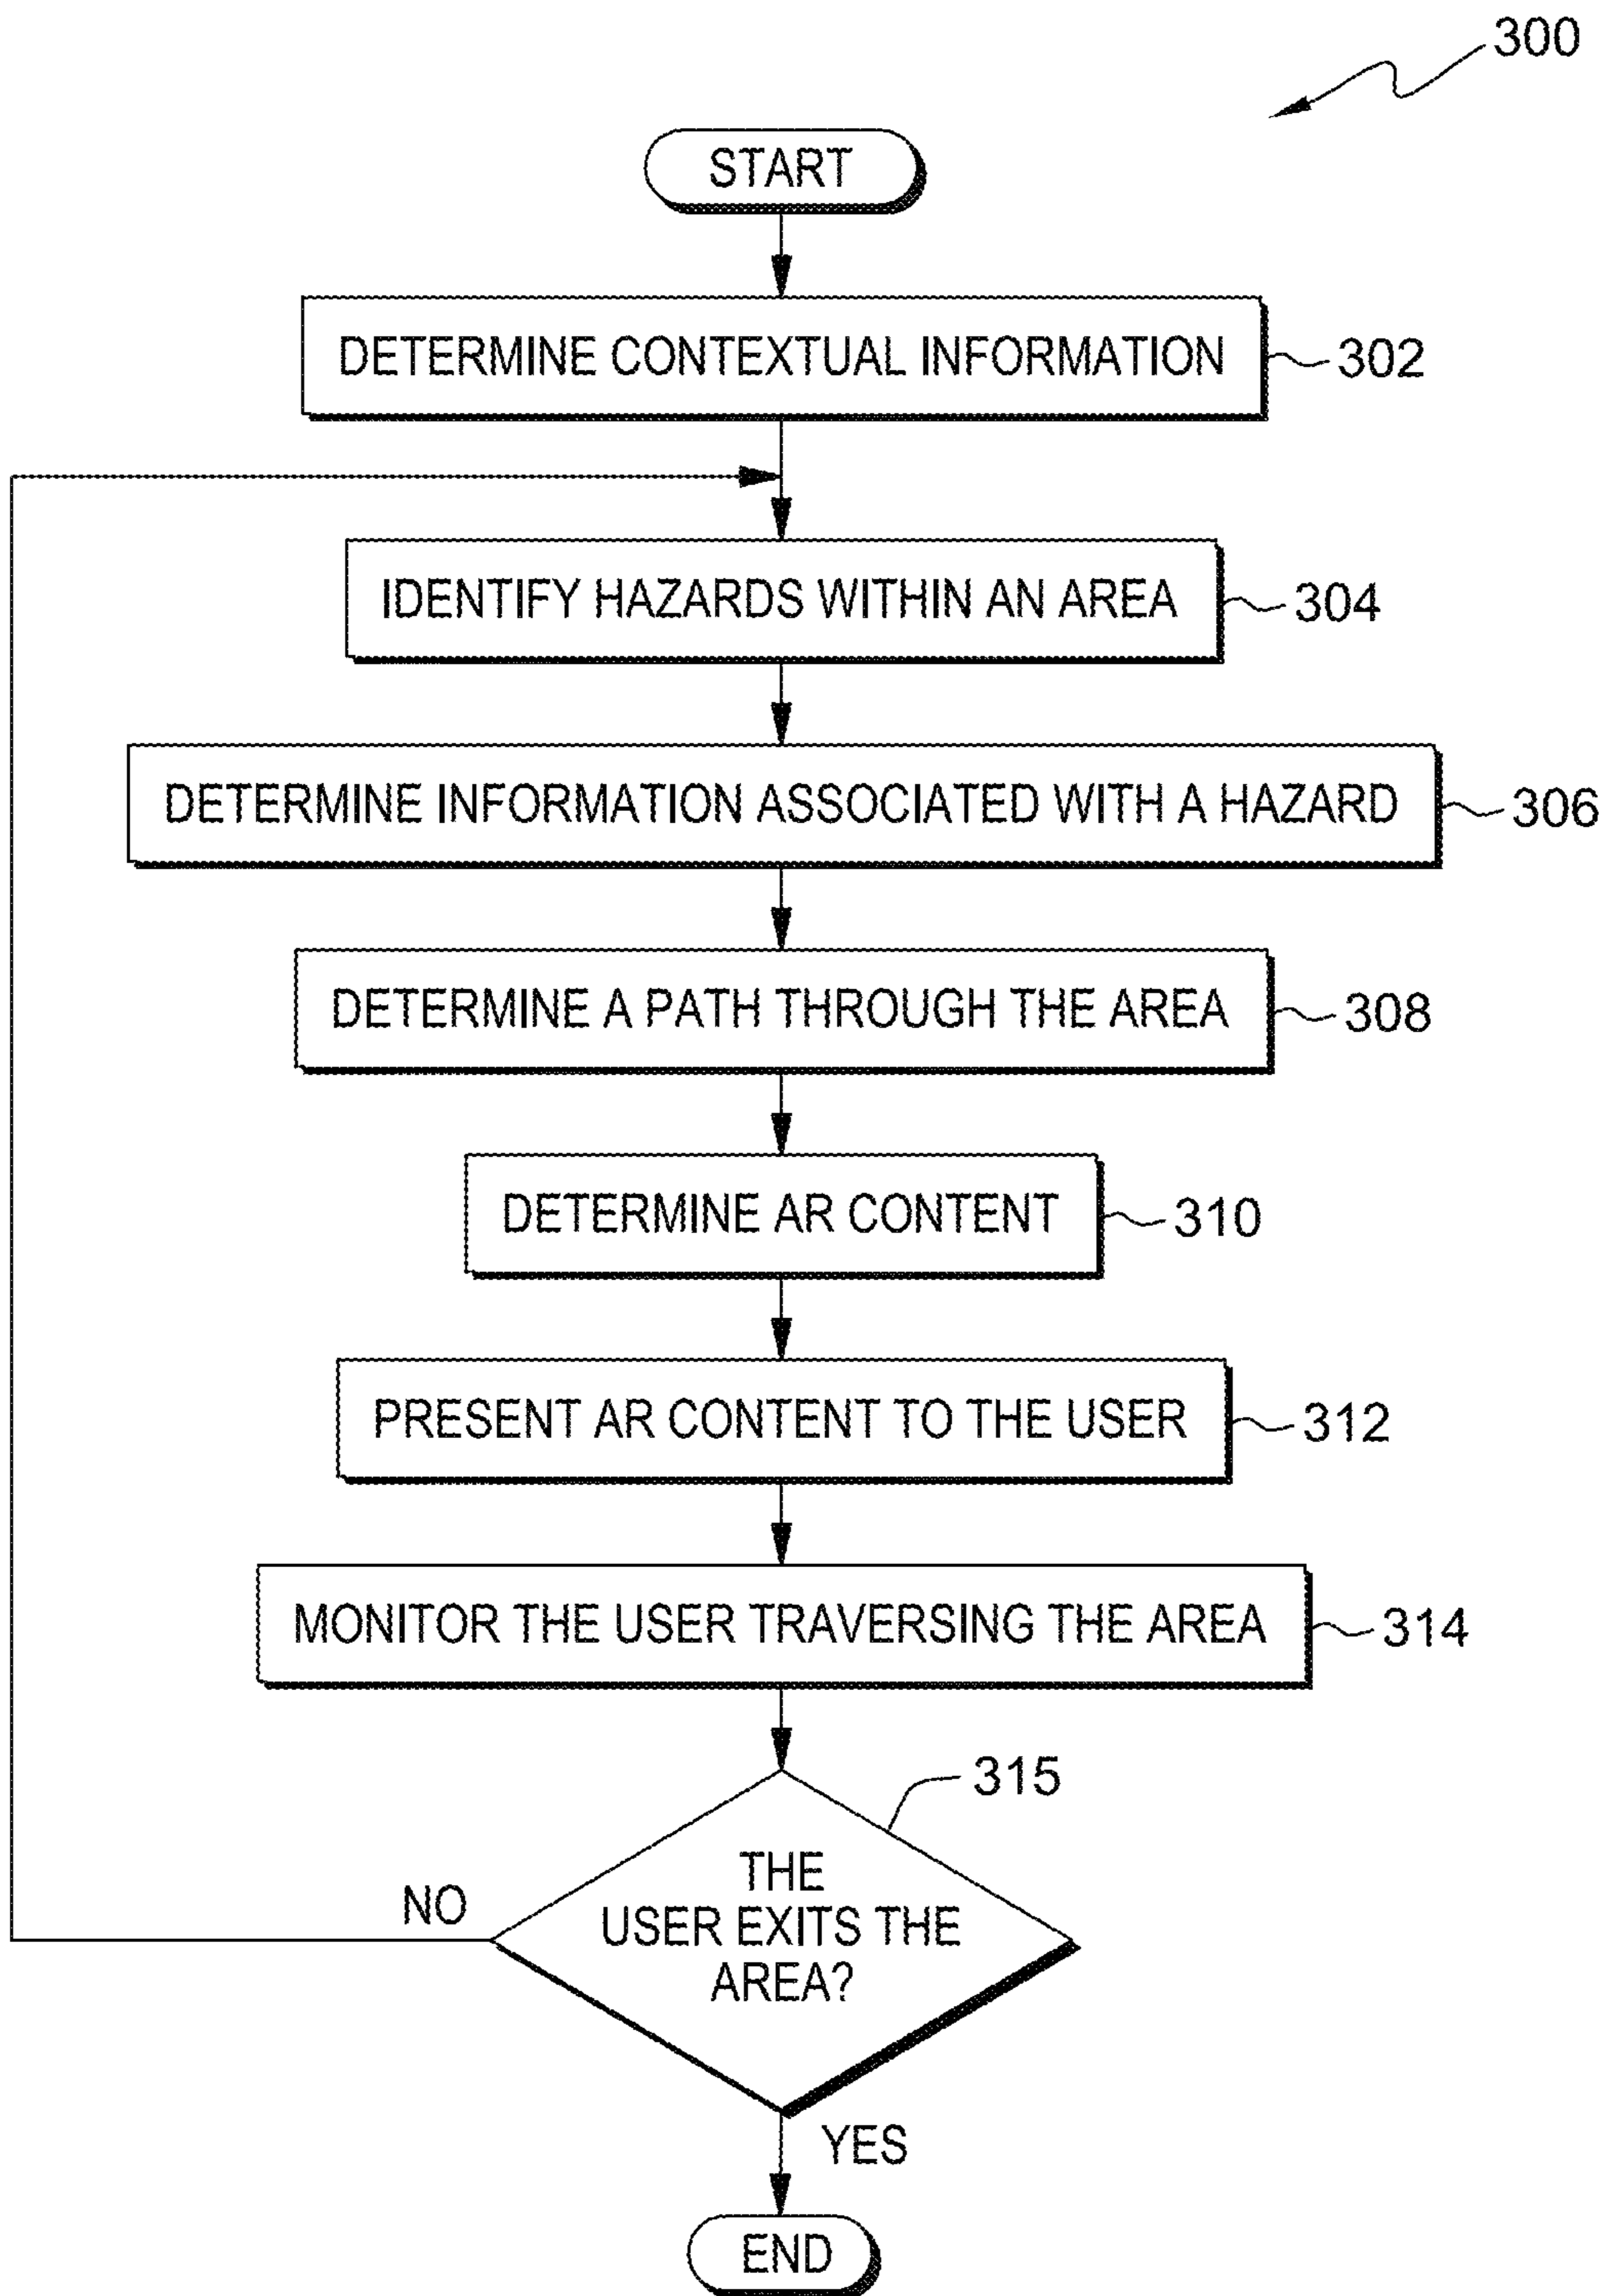 300
START
DETERMINE CONTEXTUAL INFORMATION
302
IDENTIFY HAZARDS WITHIN AN AREA
304
DETERMINE INFORMATION ASSOCIATED WITH A HAZARD
306
DETERMINE A PATH THROUGH THE AREA
308
DETERMINE AR CONTENT
310
PRESENT AR CONTENT TO THE USER
312
MONITOR THE USER TRAVERSING THE AREA
314
315
THE
USER EXITS THE
AREA?
NO
YES
END